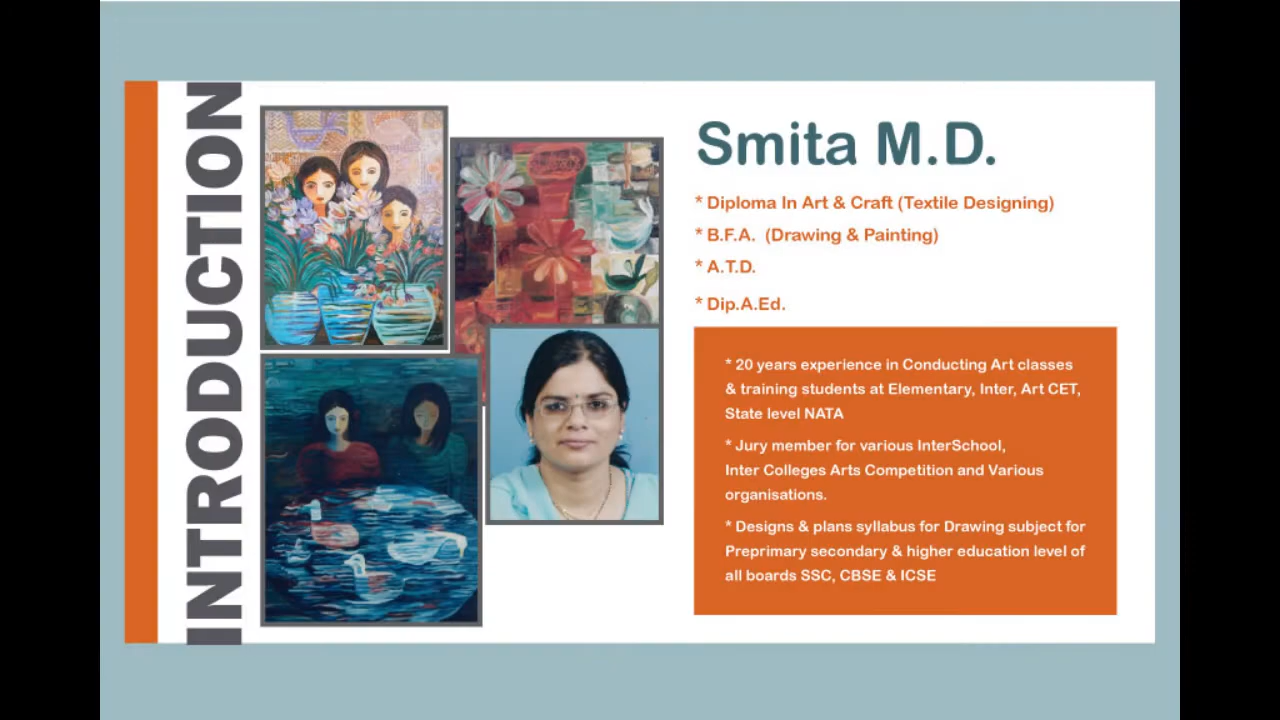 INTRODUCTION
Smita M.D.
* Diploma In Art & Craft (Textile Designing)
* B.F.A. (Drawing & Painting)
* A.T.D.
* Dip.A.Ed.
* 20 years experience in Conducting Art classes
& training students at Elementary, Inter, Art CET,
State level NATA
* Jury member for various InterSchool,
Inter Colleges Arts Competition and Various
organisations.
* Designs & plans syllabus for Drawing subject for
Preprimary secondary & higher education level of
all boards SSC, CBSE & ICSE